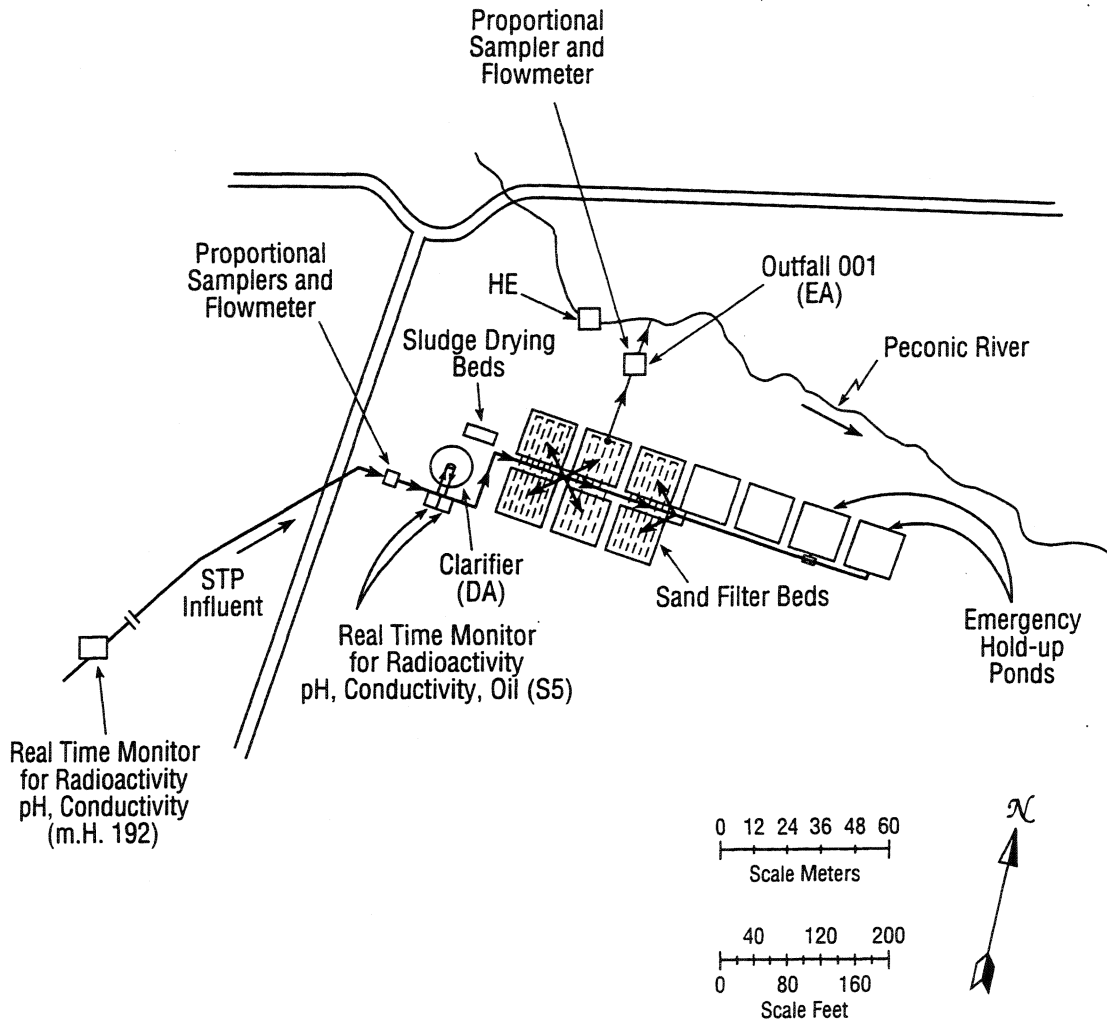 Proportional
Sampler and
Flowmeter
Proportional
Samplers and
Flowmeter
HE
Outfall 001
(EA)
Sludge Drying
Beds
Peconic River
STP
Influent
Clarifier
(DA)
Sand Filter Beds
Real Time Monitor
for Radioactivity
pH, Conductivity, Oil (S5)
Emergency
Hold-up
Ponds
Real Time Monitor
for Radioactivity
pH, Conductivity
(m.H. 192)
N
0 12 24 36 48 60
Scale Meters
40 120 200
0 80 160
Scale Feet